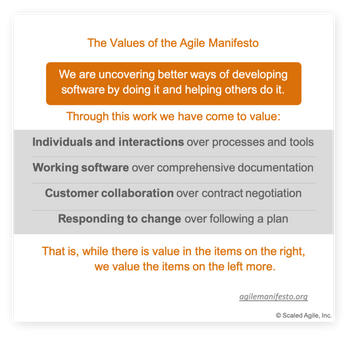 The Values of the Agile Manifesto
We are uncovering better ways of developing
software by doing it and helping others do it.
Through this work we have come to value:
Individuals and interactions over processes and tools
Working software over comprehensive documentation
Customer collaboration over contract negotiation
Responding to change over following a plan
That is, while there is value in the items on the right,
we value the items on the left more.
agilemanifesto.org
© Scaled Agile, Inc.